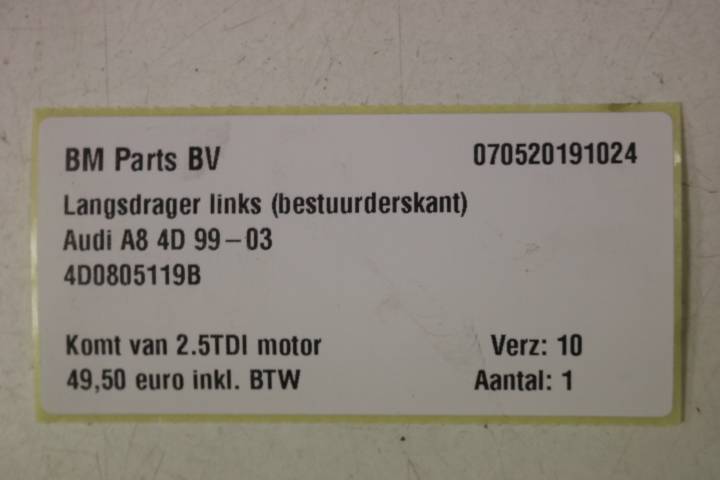 BM Parts BV 070520191024
Langsdrager links (bestuurderskant)
Audi A8 4D 99-03
4D0805119B
Komt van 2.5TDI motor Verz: 10
49,50 euro inkl. BTW Aantal: 1